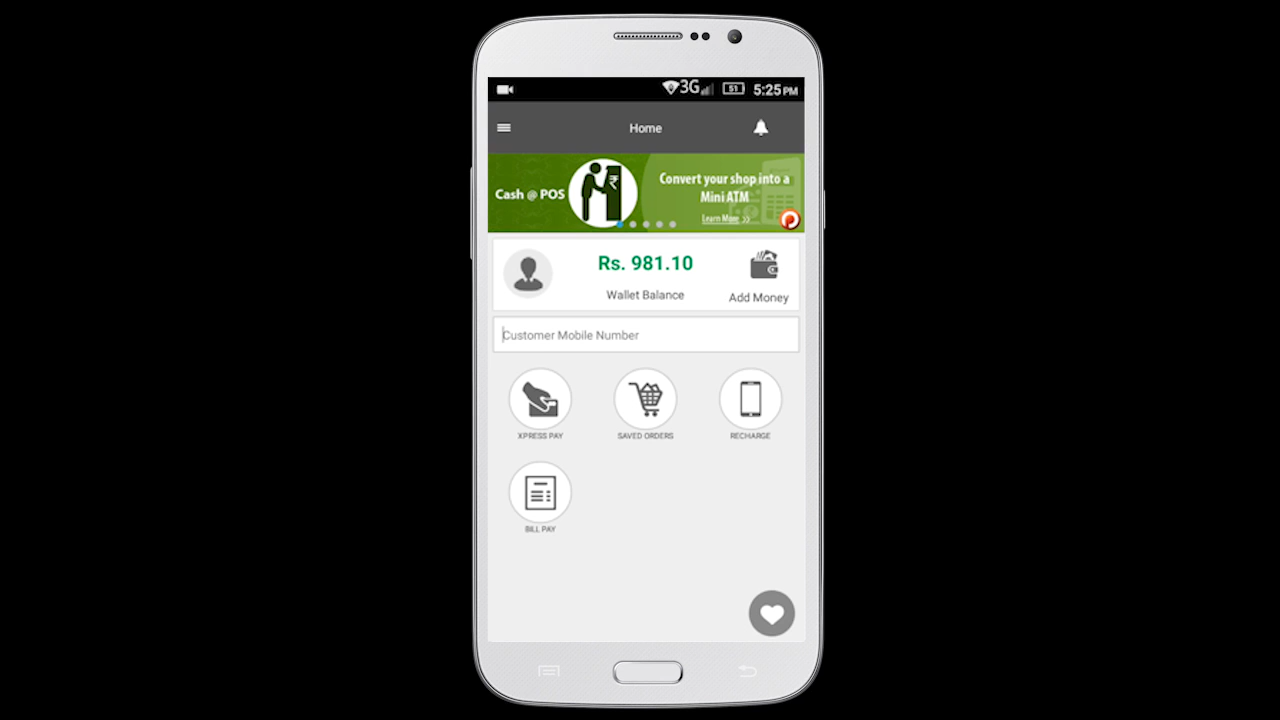 3G 51 5:25 PM
Home
Cash @ POS
₹
Convert your shop into a
Mini ATM
Learn More >>
Rs. 981.10
Wallet Balance
Add Money
Customer Mobile Number
XPRESS PAY
SAVED ORDERS
RECHARGE
BILL PAY